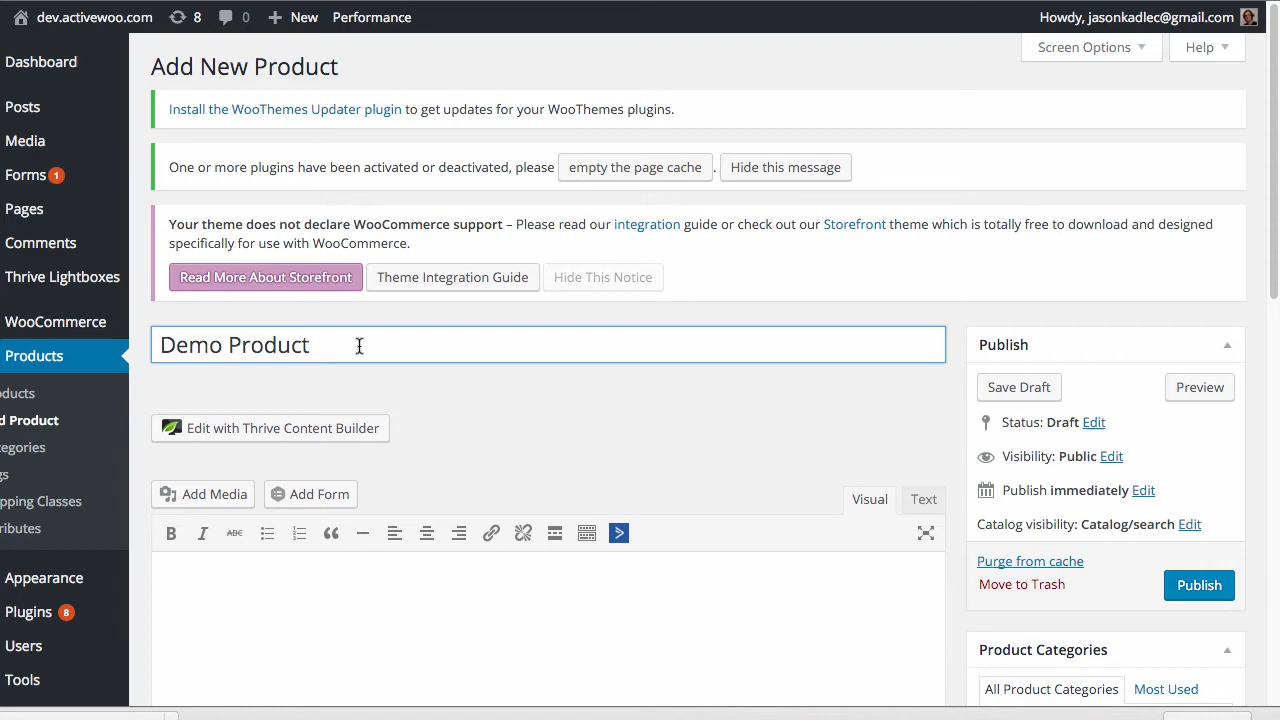 dev.activewoo.com 8 0 New Performance Howdy, jasonkadlec@gmail.com
Screen Options Help
Dashboard
Posts
Media
Forms 1
Pages
Comments
Thrive Lightboxes
WooCommerce
Products
oducts
d Product
egories
gs
pping Classes
ributes
Appearance
Plugins 8
Users
Tools
Add New Product
Install the WooThemes Updater plugin to get updates for your WooThemes plugins.
One or more plugins have been activated or deactivated, please empty the page cache . Hide this message
Your theme does not declare WooCommerce support – Please read our integration guide or check out our Storefront theme which is totally free to download and designed
specifically for use with WooCommerce.
Read More About Storefront Theme Integration Guide Hide This Notice
Demo Product
Edit with Thrive Content Builder
Add Media Add Form Visual Text
B I ABC
Publish
Save Draft Preview
Status: Draft Edit
Visibility: Public Edit
Publish immediately Edit
Catalog visibility: Catalog/search Edit
Purge from cache
Move to Trash Publish
Product Categories
All Product Categories Most Used